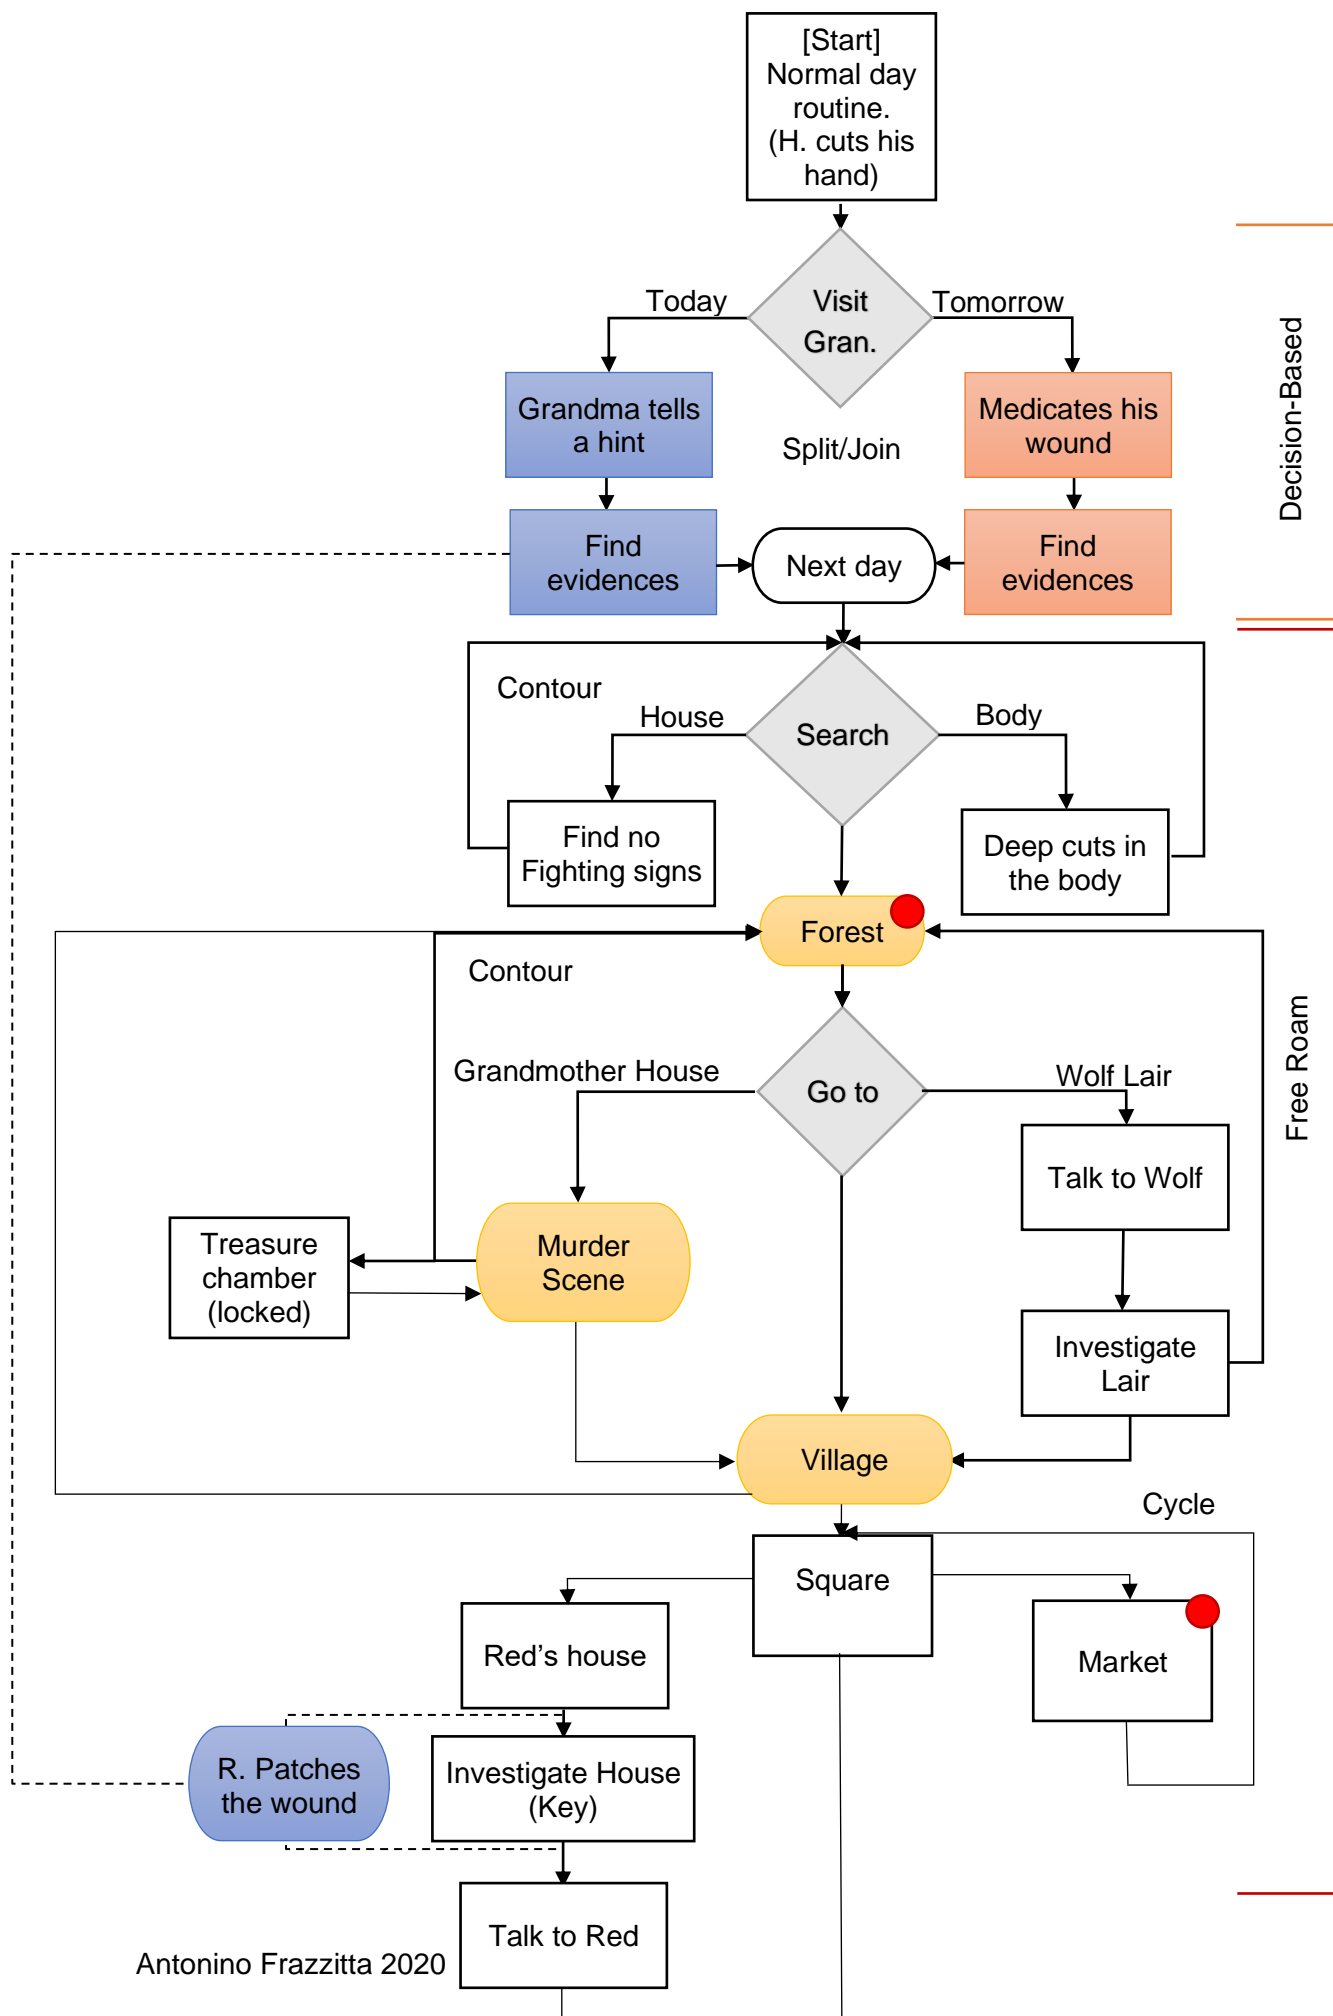 [Start]
Normal day
routine.
(H. cuts his
hand)
Today
Visit
Gran.
Tomorrow
Decision-Based
Grandma tells
a hint
Medicates his
wound
Split/Join
Find
evidences
Next day
Find
evidences
Contour
House
Search
Body
Find no
Fighting signs
Deep cuts in
the body
Forest
Contour
Free Roam
Grandmother House
Go to
Wolf Lair
Talk to Wolf
Treasure
chamber
(locked)
Murder
Scene
Investigate
Lair
Village
Cycle
Square
Red’s house
Market
R. Patches
the wound
Investigate House
(Key)
Talk to Red
Antonino Frazzitta 2020